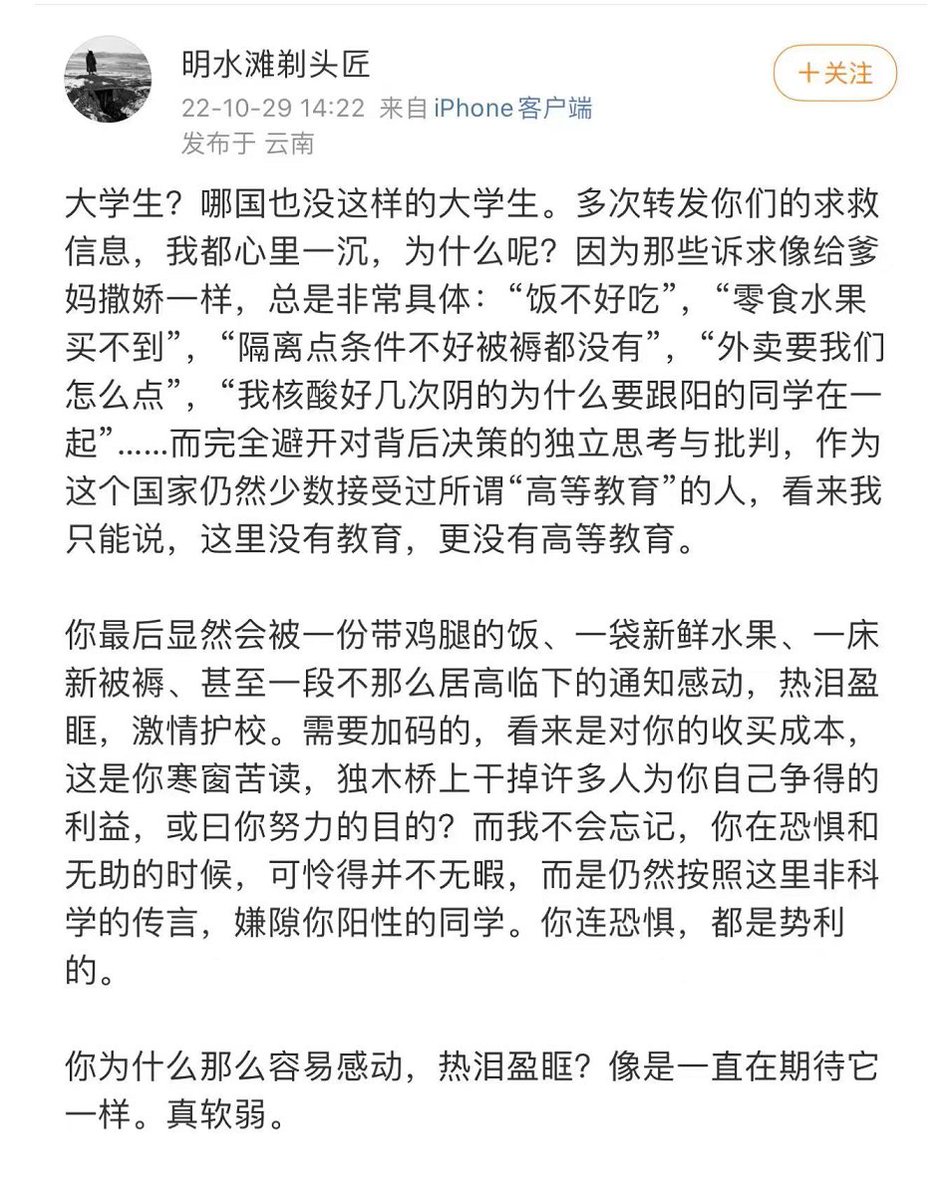 明水滩剃头匠
＋关注
22-10-29 14:22 来自 iPhone客户端
发布于 云南
大学生？哪国也没这样的大学生。多次转发你们的求救
信息，我都心里一沉，为什么呢？因为那些诉求像给爹
妈撒娇一样，总是非常具体：“饭不好吃”，“零食水果
买不到”，“隔离点条件不好被褥都没有”，“外卖要我们
怎么点”，“我核酸好几次阴的为什么要跟阳的同学在一
起”……而完全避开对背后决策的独立思考与批判，作为
这个国家仍然少数接受过所谓“高等教育”的人，看来我
只能说，这里没有教育，更没有高等教育。
你最后显然会被一份带鸡腿的饭、一袋新鲜水果、一床
新被褥、甚至一段不那么居高临下的通知感动，热泪盈
眶，激情护校。需要加码的，看来是对你的收买成本，
这是你寒窗苦读，独木桥上干掉许多人为你自己争得的
利益，或曰你努力的目的？而我不会忘记，你在恐惧和
无助的时候，可怜得并不无暇，而是仍然按照这里非科
学的传言，嫌隙你阳性的同学。你连恐惧，都是势利
的。
你为什么那么容易感动，热泪盈眶？像是一直在期待它
一样。真软弱。